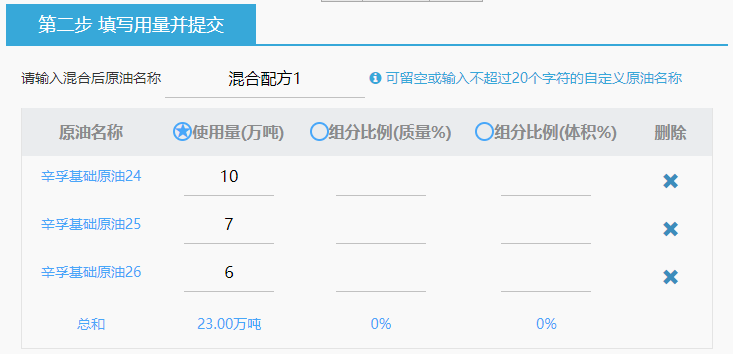 第二步 填写用量并提交
请输入混合后原油名称 混合配方1 可留空或输入不超过20个字符的自定义原油名称
原油名称 使用量(万吨) 组分比例(质量%) 组分比例(体积%) 删除
辛孚基础原油24 10
辛孚基础原油25 7
辛孚基础原油26 6
总和 23.00万吨 0% 0%